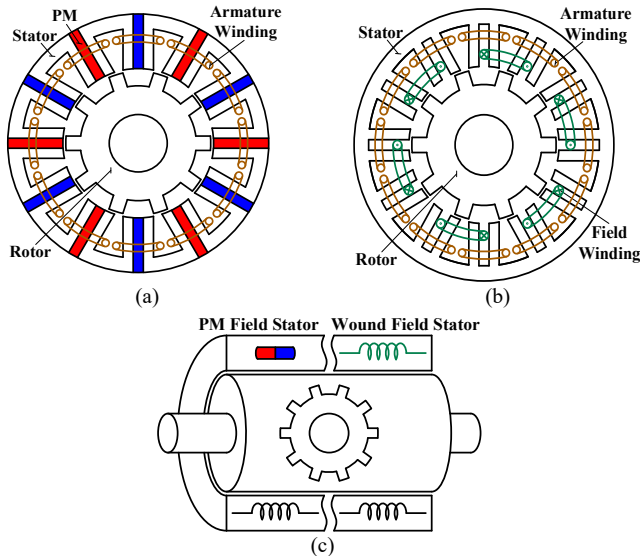 PM
Stator
Armature
Winding
Rotor
(a)
Stator
Armature
Winding
Rotor
Field
Winding
(b)
PM Field Stator
Wound Field Stator
(c)